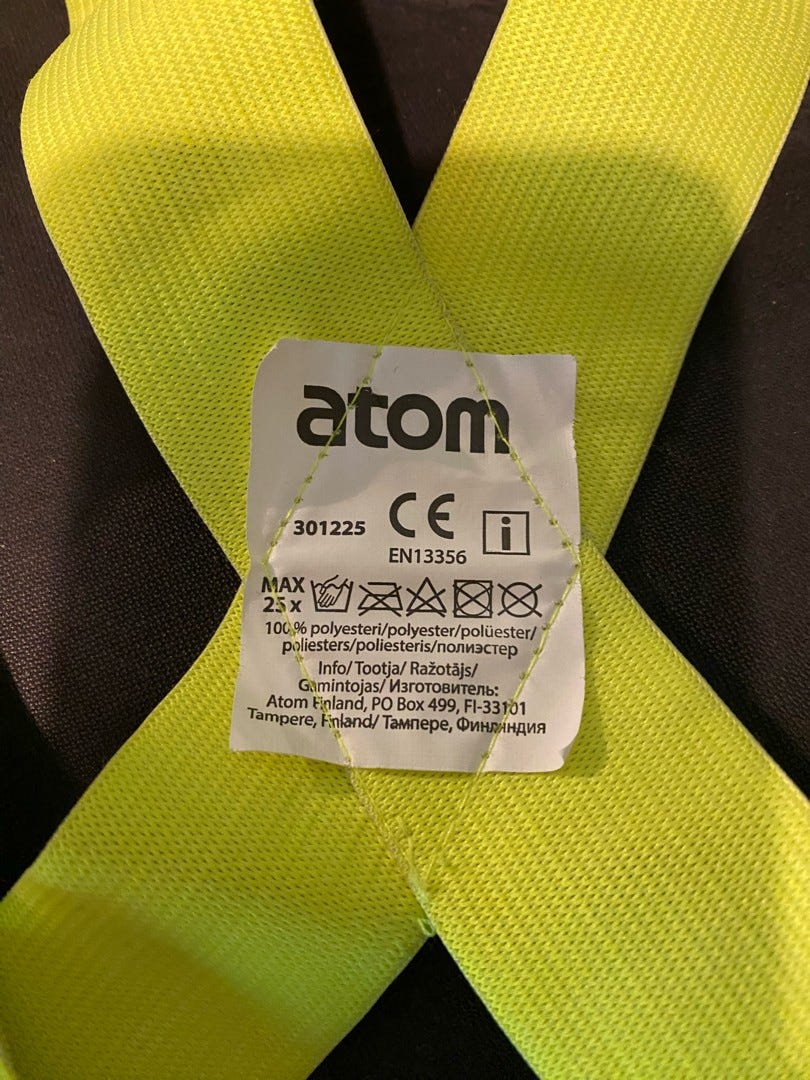 atom
301225 CE i
EN13356
MAX
25 x
100% polyesteri/polyester/polüester/
poliesters/poliesteris/полиэстер
Info/ Tootja/ Ražotãjs/
Gamintojas/ Изготовитель:
Atom Finland, PO Box 499, FI-33101
Tampere, Finland/ Тампере, Финляндия